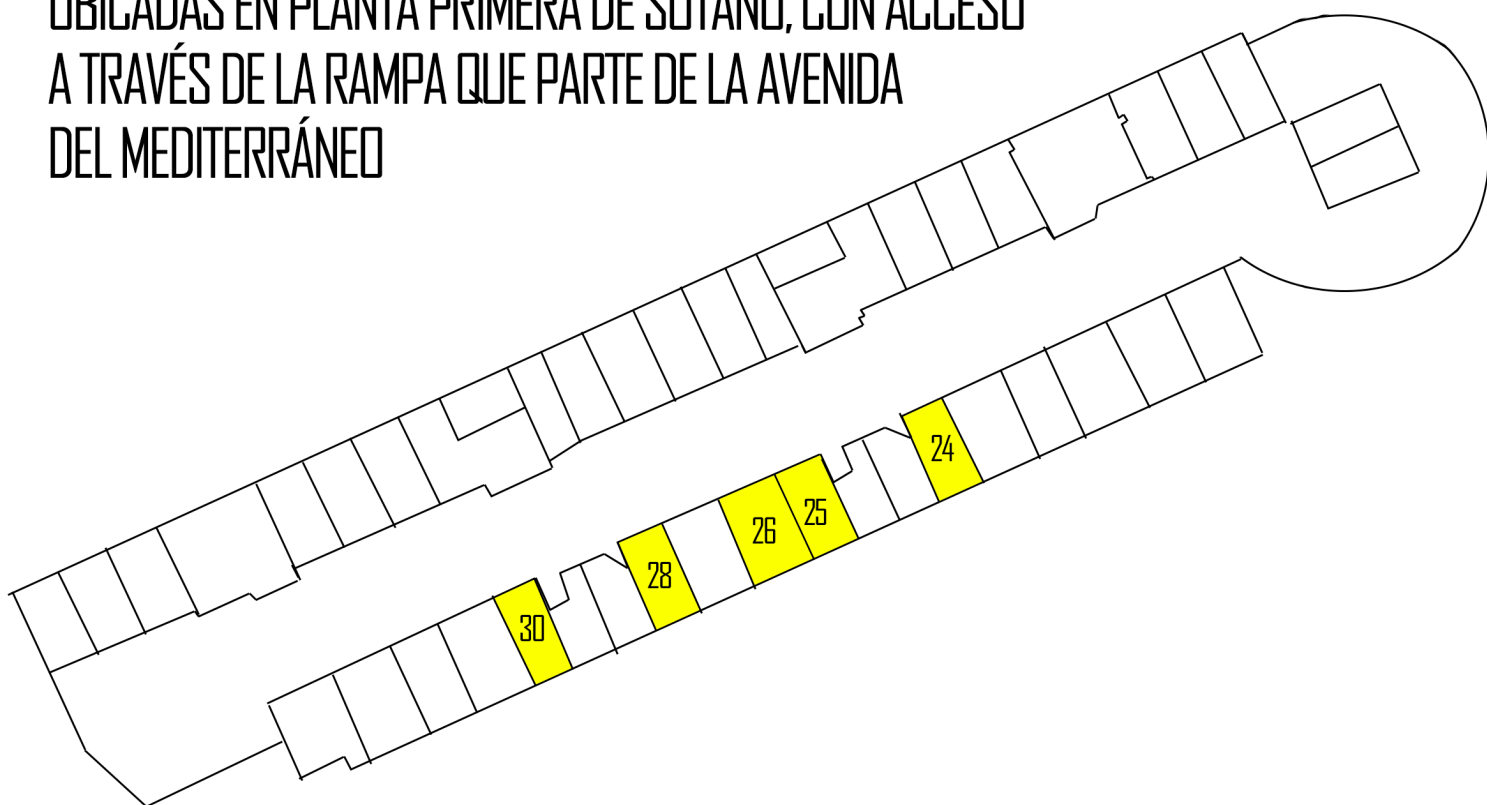 UBICADAS EN PLANTA PRIMERA DE SÓTANO, CON ACCESO
A TRAVÉS DE LA RAMPA QUE PARTE DE LA AVENIDA
DEL MEDITERRÁNEO
24
25
26
28
30